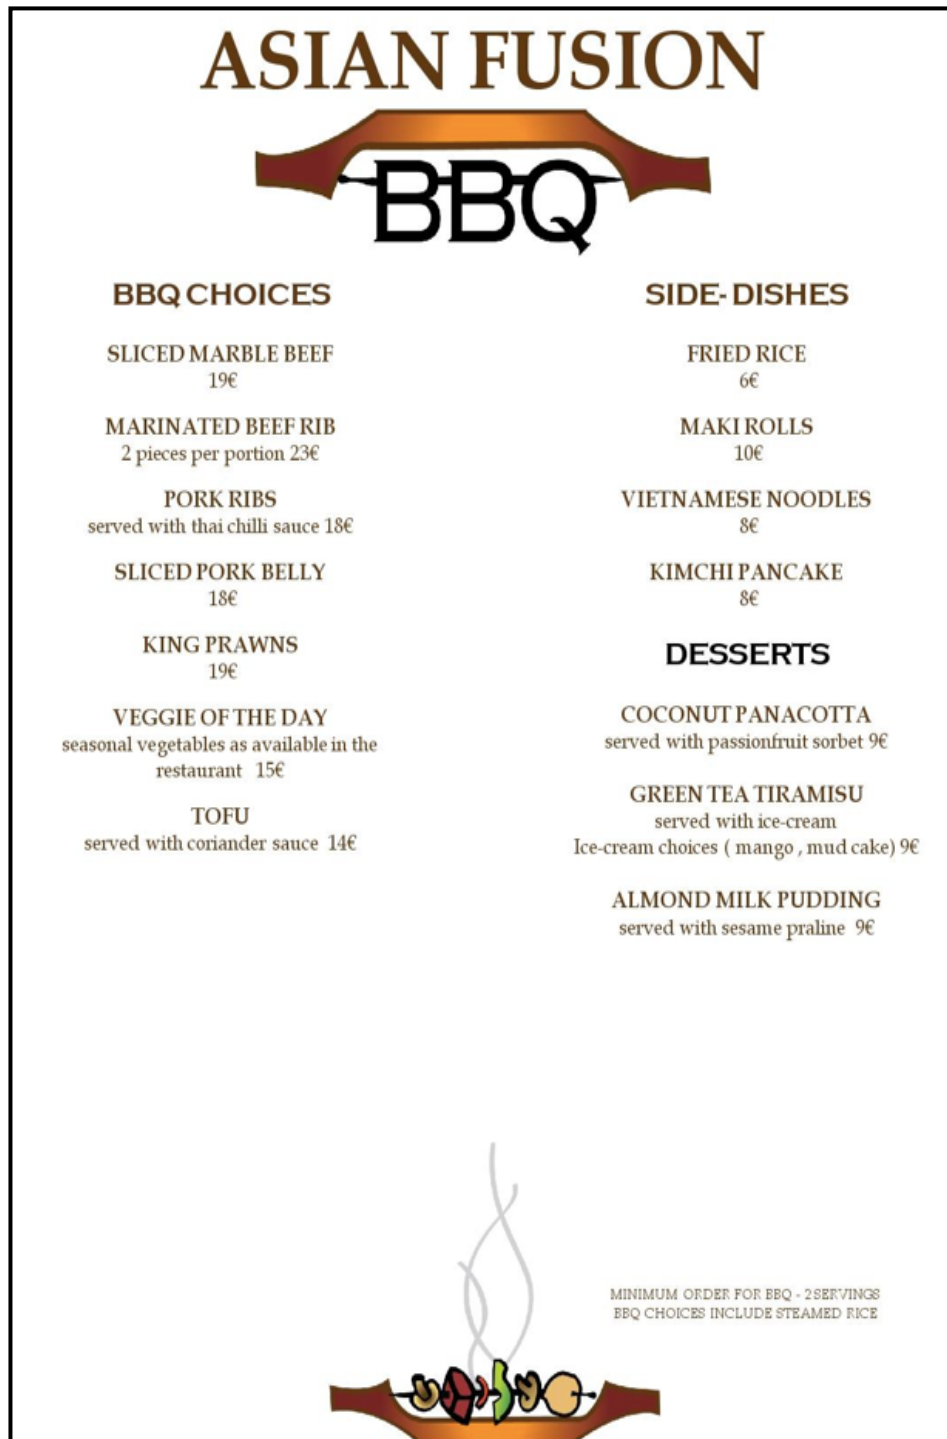 ASIAN FUSION
BBQ
BBQ CHOICES
SLICED MARBLE BEEF
19€
MARINATED BEEF RIB
2 pieces per portion 23€
PORK RIBS
served with thai chilli sauce 18€
SLICED PORK BELLY
18€
KING PRAWNS
19€
VEGGIE OF THE DAY
seasonal vegetables as available in the
restaurant 15€
TOFU
served with coriander sauce 14€
SIDE- DISHES
FRIED RICE
6€
MAKI ROLLS
10€
VIETNAMESE NOODLES
8€
KIMCHI PANCAKE
8€
DESSERTS
COCONUT PANACOTTA
served with passionfruit sorbet 9€
GREEN TEA TIRAMISU
served with ice-cream
Ice-cream choices ( mango , mud cake) 9€
ALMOND MILK PUDDING
served with sesame praline 9€
MINIMUM ORDER FOR BBQ - 2 SERVINGS
BBQ CHOICES INCLUDE STEAMED RICE